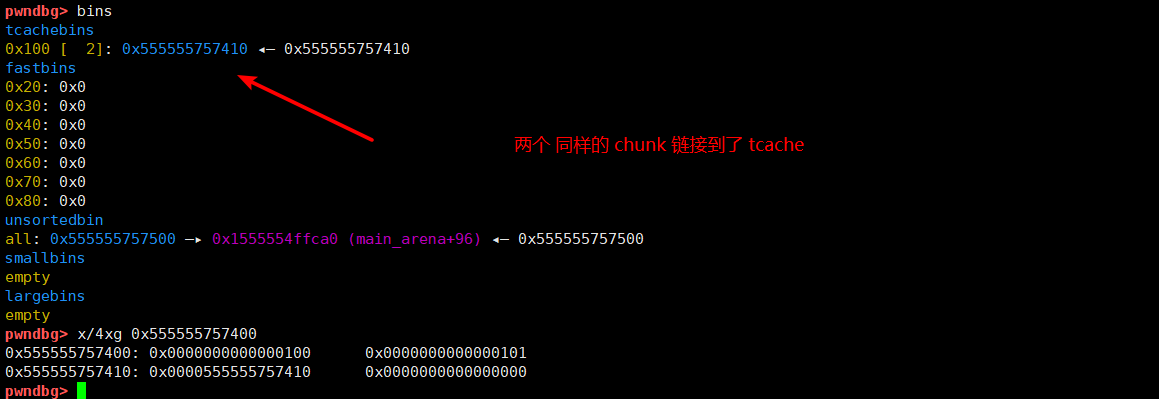 pwndbg> bins
tcachebins
0x100 [  2]: 0x555555757410 ◂— 0x555555757410
fastbins
0x20: 0x0
0x30: 0x0
0x40: 0x0
0x50: 0x0
0x60: 0x0
0x70: 0x0
0x80: 0x0
两个 同样的 chunk 链接到了 tcache
unsortedbin
all: 0x555555757500 —▸ 0x1555554ffca0 (main_arena+96) ◂— 0x555555757500
smallbins
empty
largebins
empty
pwndbg> x/4xg 0x555555757400
0x555555757400: 0x0000000000000100      0x0000000000000101
0x555555757410: 0x0000555555757410      0x0000000000000000
pwndbg>